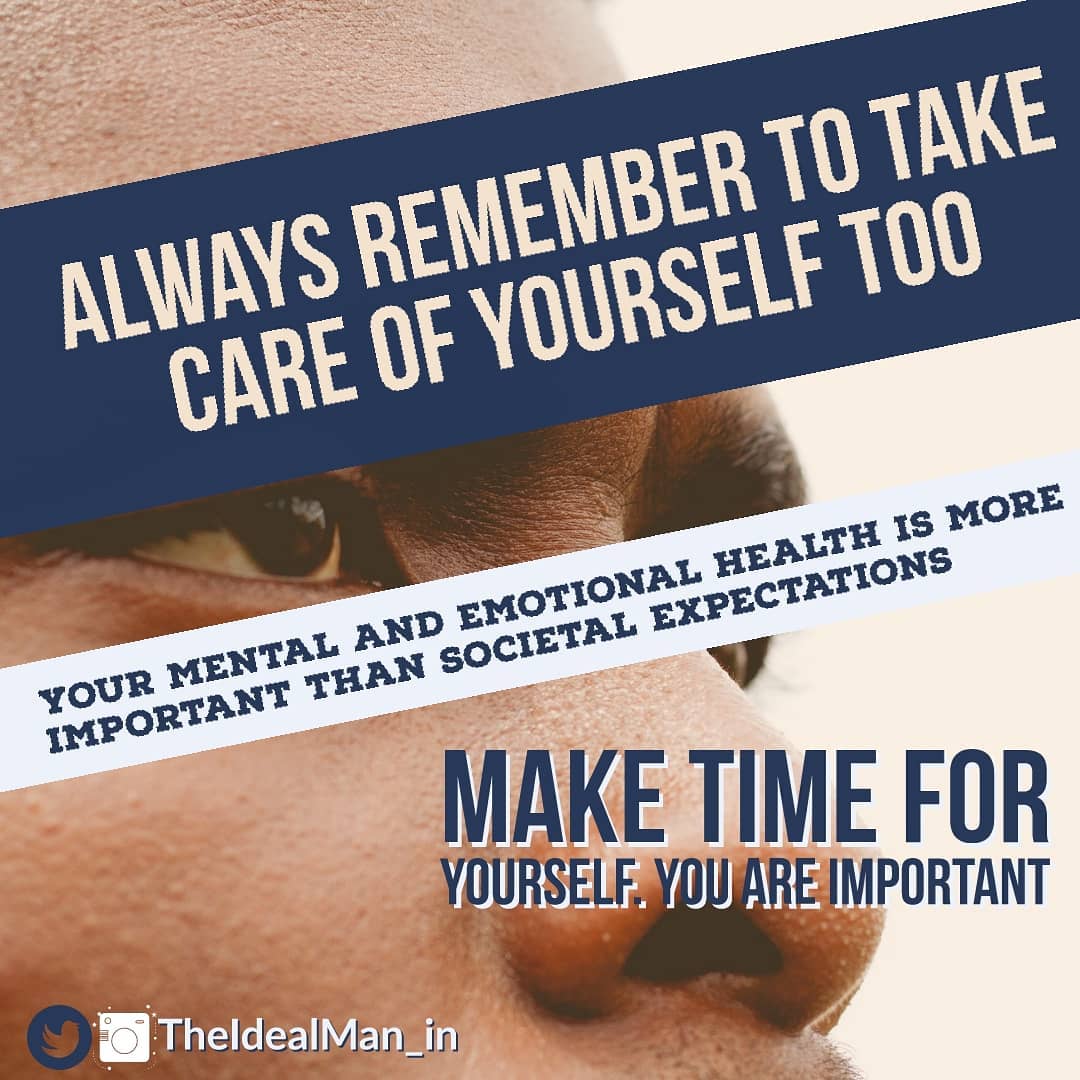 ALWAYS REMEMBER TO TAKE
CARE OF YOURSELF TOO
YOUR MENTAL AND EMOTIONAL HEALTH IS MORE
IMPORTANT THAN SOCIETAL EXPECTATIONS
MAKE TIME FOR
YOURSELF. YOU ARE IMPORTANT
TheIdealMan_in